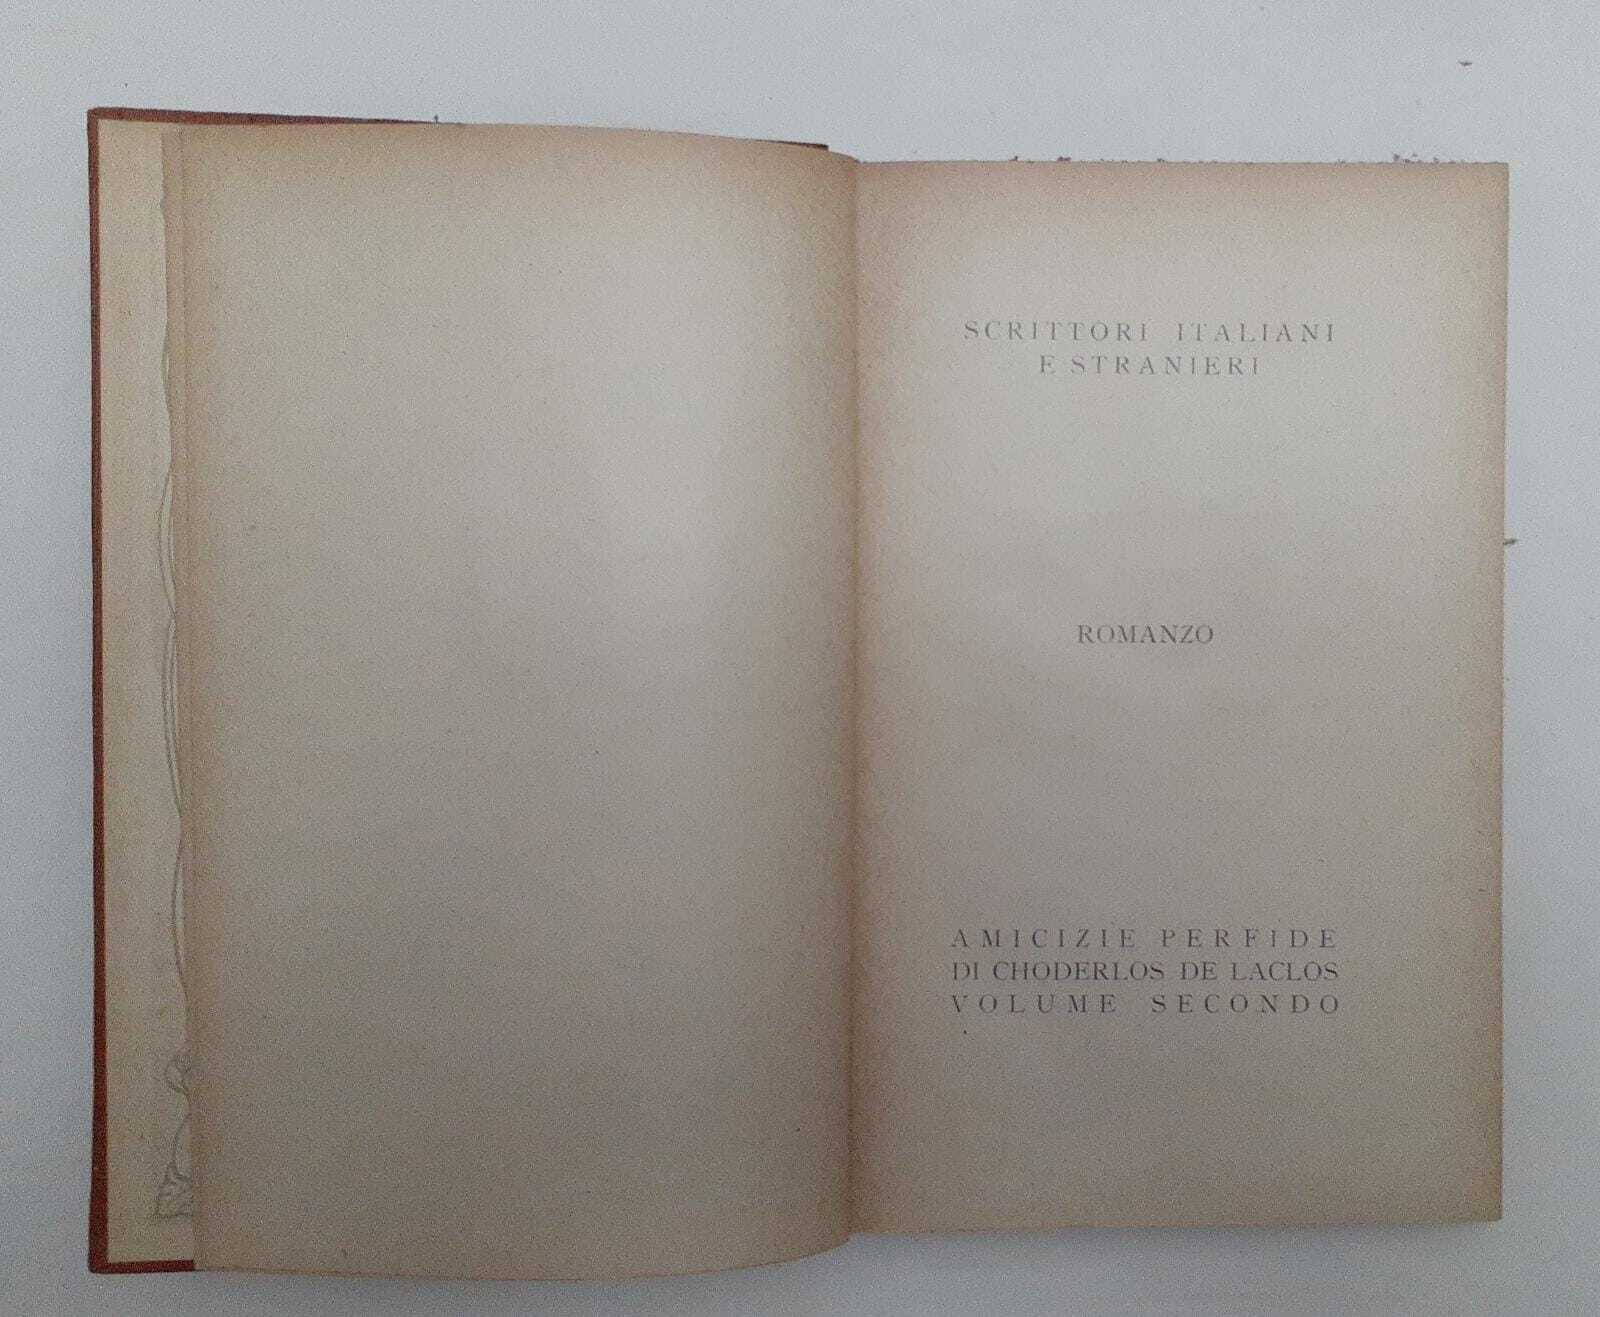 SCRITTORI ITALIANI
E STRANIERI
ROMANZO
AMICIZIE PERFIDE
DI CHODERLOS DE LACLOS
VOLUME SECONDO